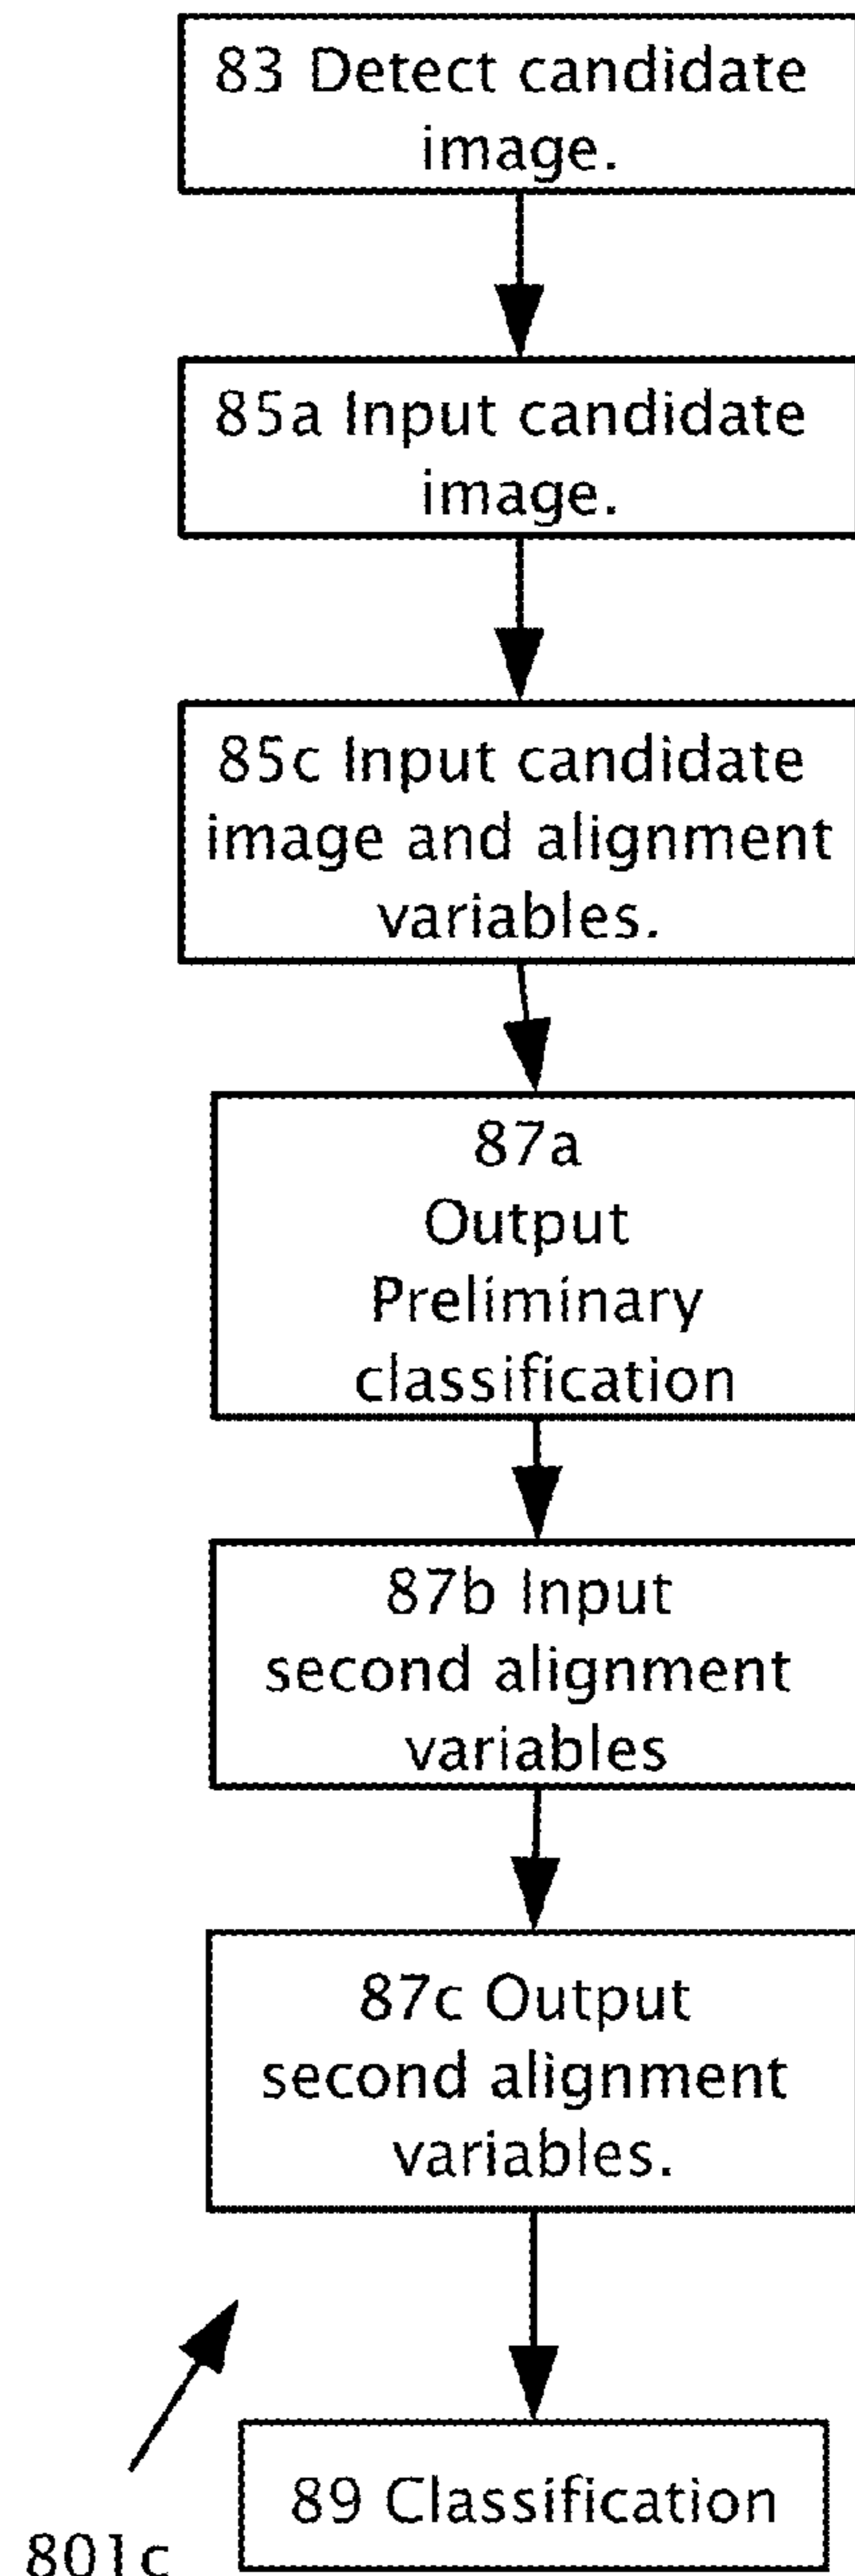 83 Detect candidate
image.
85a Input candidate
image.
85c Input candidate
image and alignment
variables.
87a
Output
Preliminary
classification
87b Input
second alignment
variables
87c Output
second alignment
variables.
89 Classification
801c